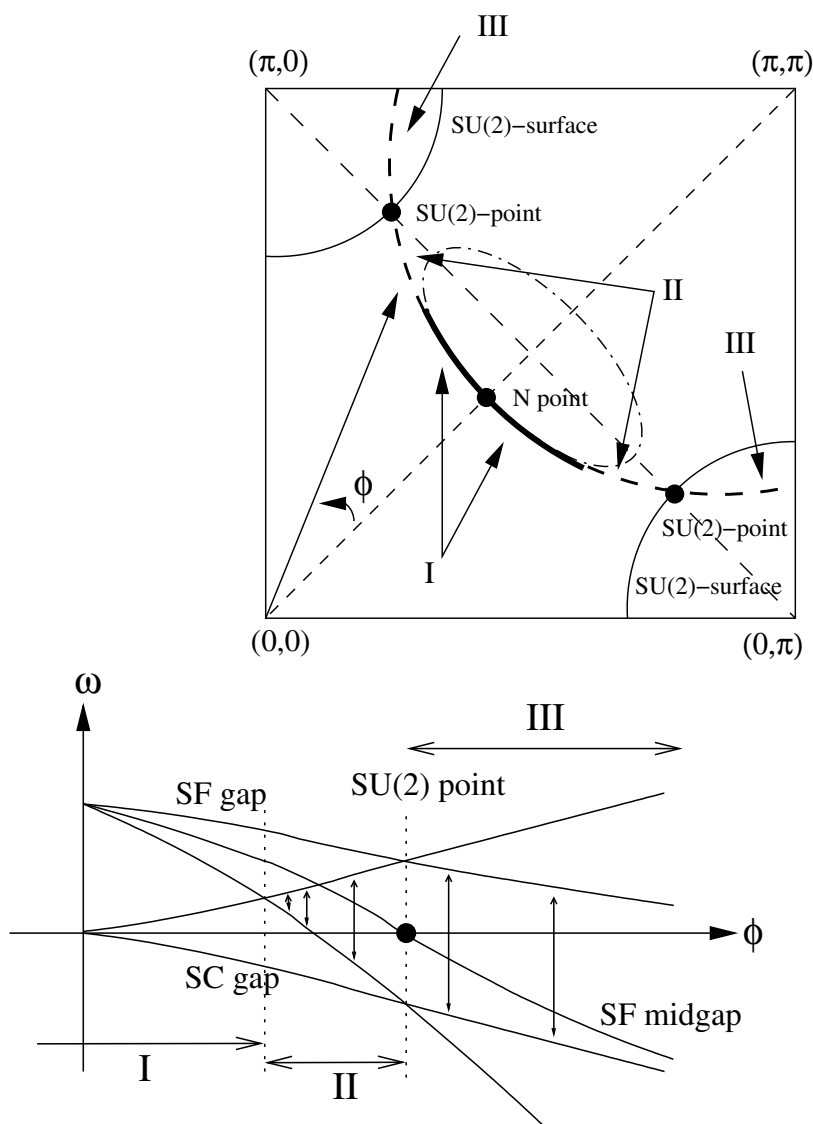 III
(π,0)
(π,π)
SU(2)−surface
SU(2)−point
II
III
N point
ϕ
SU(2)−point
I
SU(2)−surface
(0,0)
(0,π)
ω
III
SF gap
SU(2) point
ϕ
SC gap
SF midgap
I
II